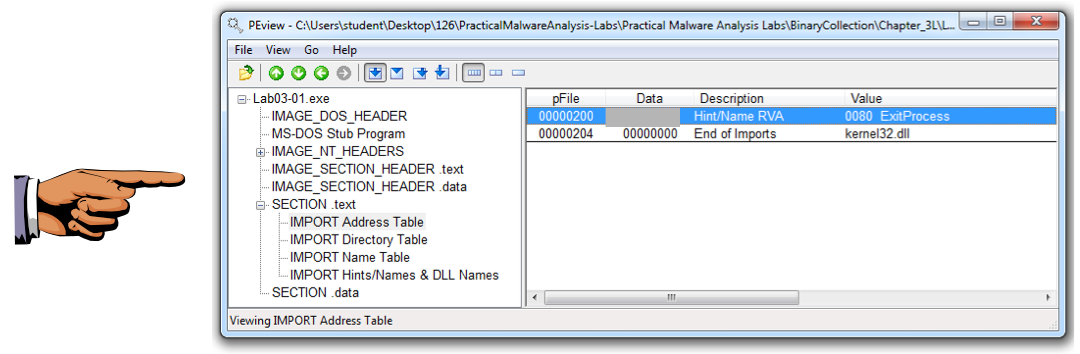 PEview - C:\Users\student\Desktop\126\PracticalMalwareAnalysis-Labs\Practical Malware Analysis Labs\BinaryCollection\Chapter_3L\L...
File View Go Help
Lab03-01.exe
IMAGE_DOS_HEADER
MS-DOS Stub Program
IMAGE_NT_HEADERS
IMAGE_SECTION_HEADER .text
IMAGE_SECTION_HEADER .data
SECTION .text
IMPORT Address Table
IMPORT Directory Table
IMPORT Name Table
IMPORT Hints/Names & DLL Names
SECTION .data
pFile Data Description Value
00000200 Hint/Name RVA 0080 ExitProcess
00000204 00000000 End of Imports kernel32.dll
Viewing IMPORT Address Table